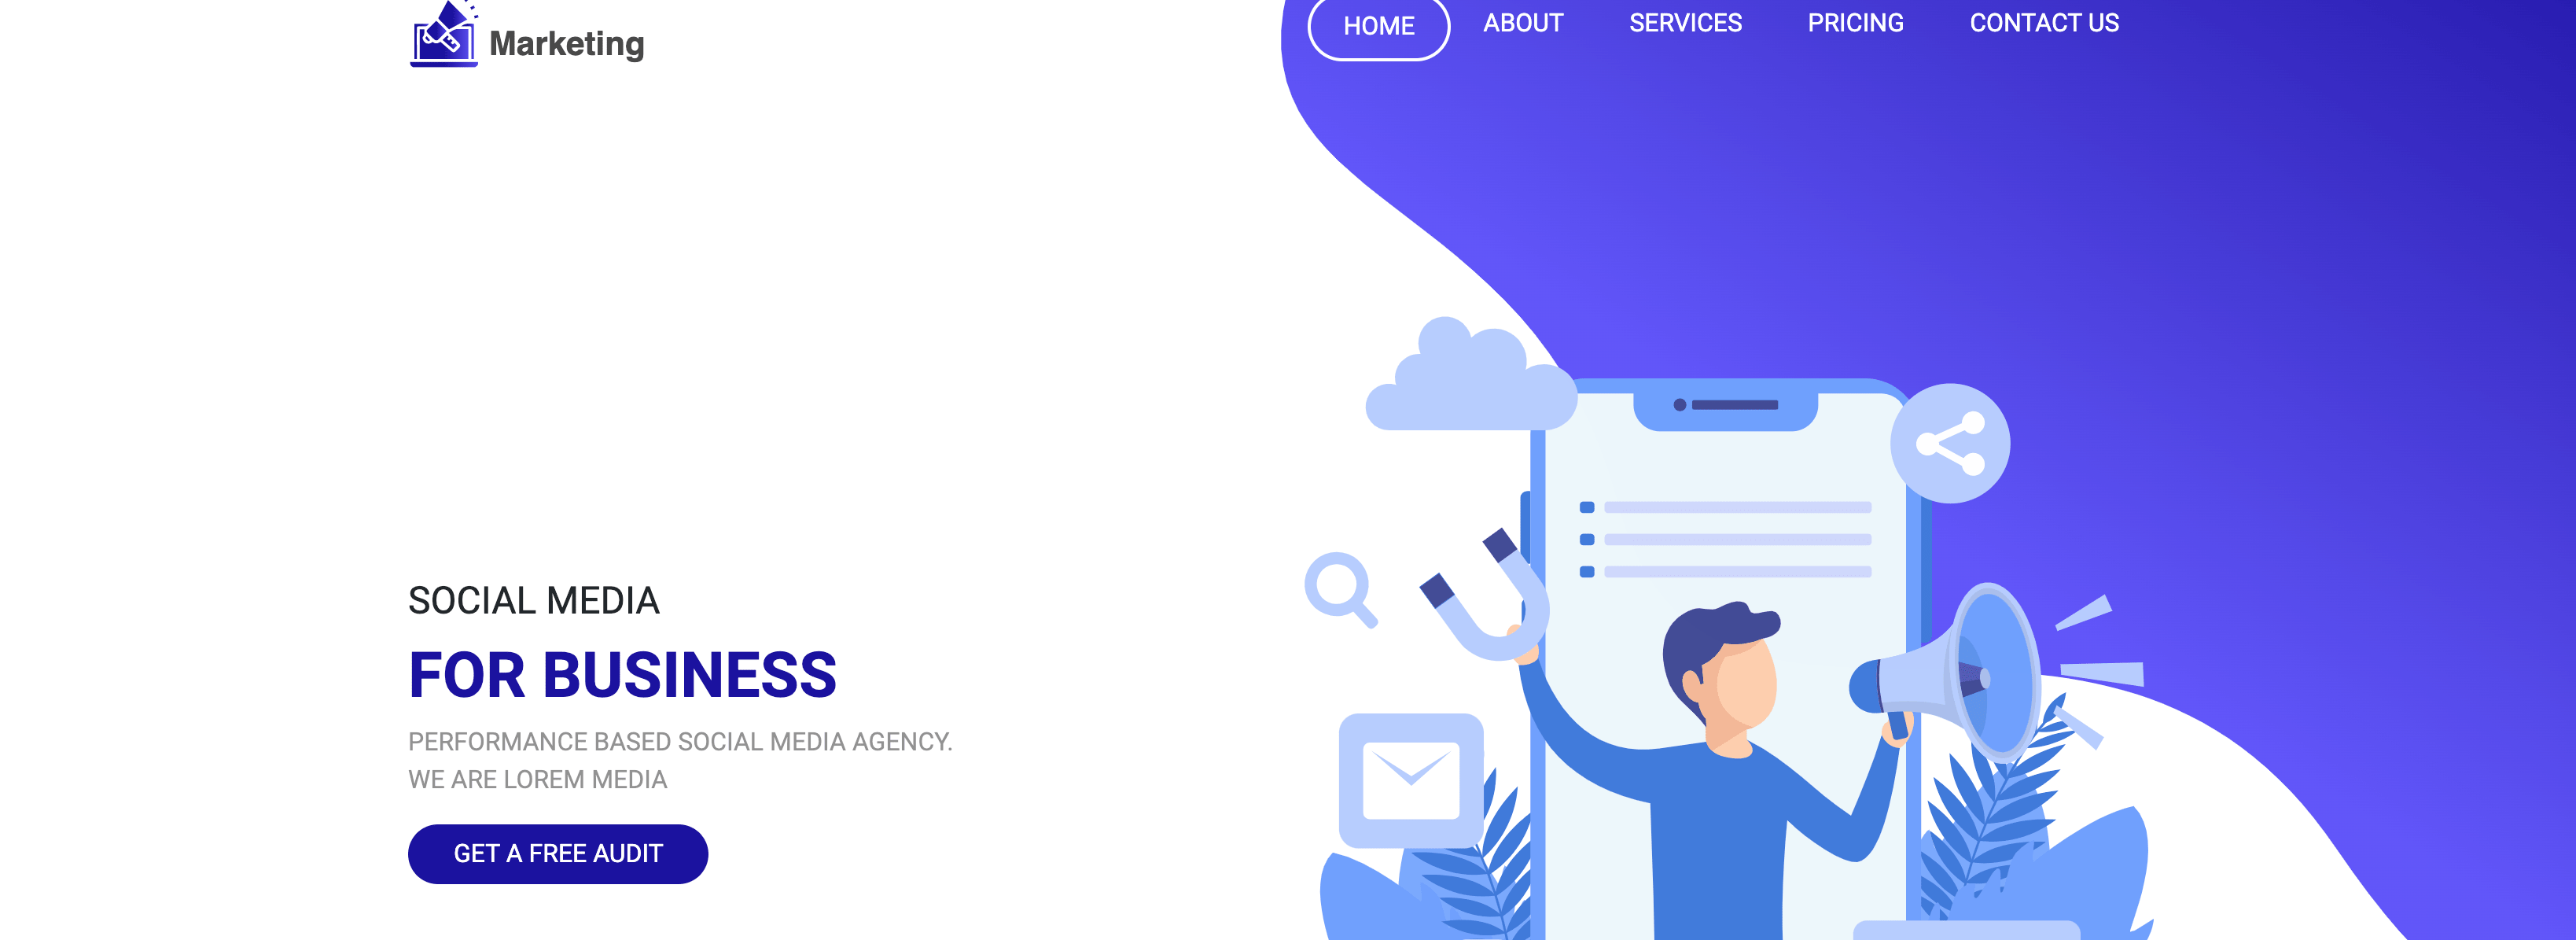 Marketing
HOME ABOUT SERVICES PRICING CONTACT US
SOCIAL MEDIA
FOR BUSINESS
PERFORMANCE BASED SOCIAL MEDIA AGENCY.
WE ARE LOREM MEDIA
GET A FREE AUDIT